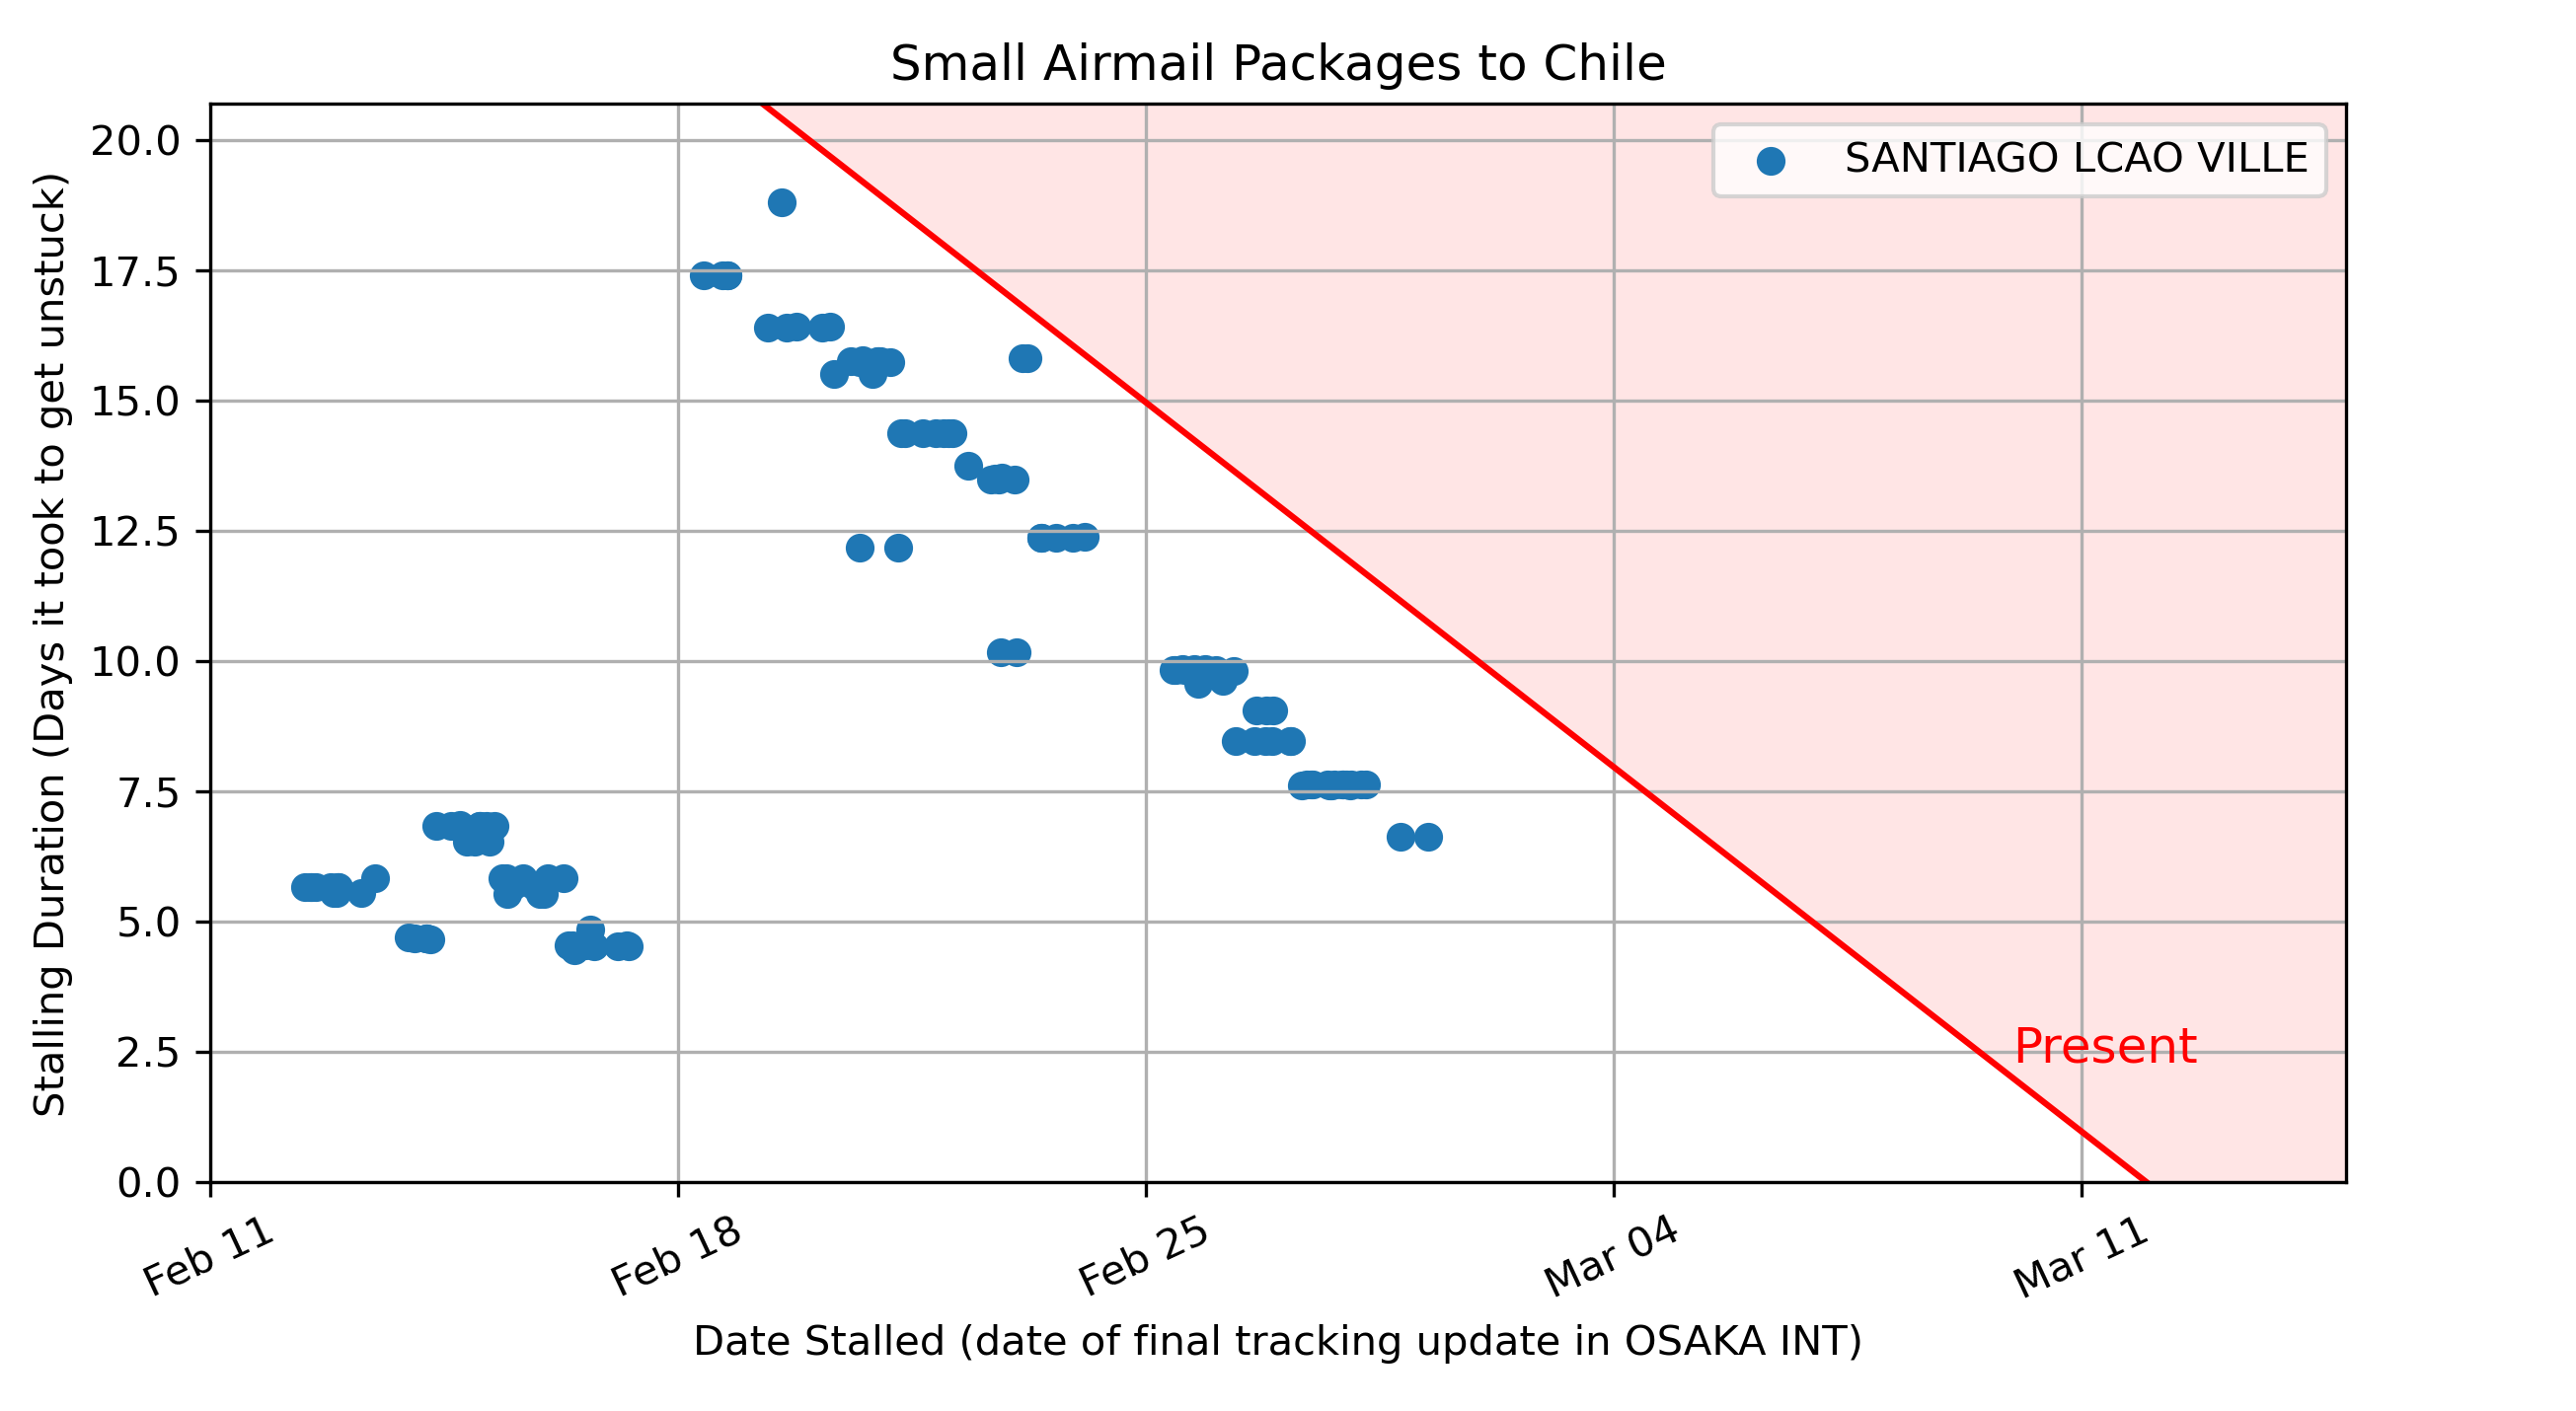 Small Airmail Packages to Chile
SANTIAGO LCAO VILLE
Stalling Duration (Days it took to get unstuck)
20.0
17.5
15.0
12.5
10.0
7.5
5.0
2.5
0.0
Present
Feb 11
Feb 18
Feb 25
Mar 04
Mar 11
Date Stalled (date of final tracking update in OSAKA INT)